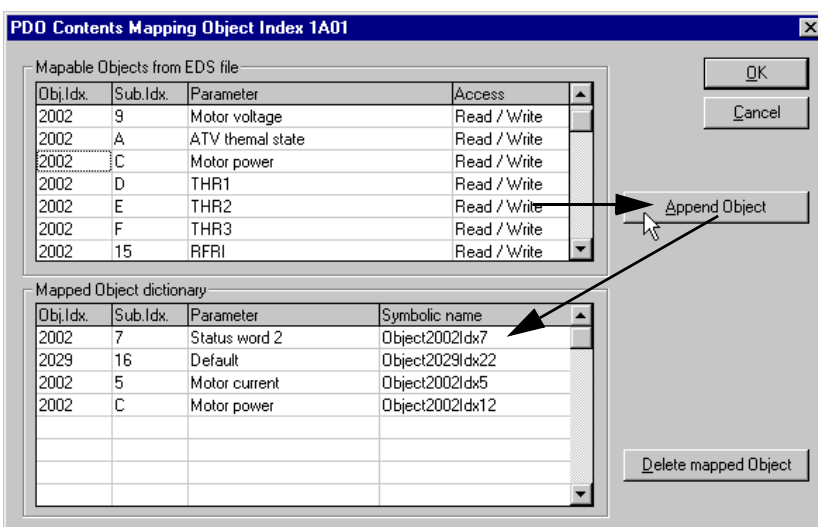 PDO Contents Mapping Object Index 1A01
Mapable Objects from EDS file
Obj.Idx. Sub.Idx. Parameter Access
2002 9 Motor voltage Read / Write
2002 A ATV themal state Read / Write
2002 C Motor power Read / Write
2002 D THR1 Read / Write
2002 E THR2 Read / Write
2002 F THR3 Read / Write
2002 15 RFRI Read / Write
OK
Cancel
Append Object
Mapped Object dictionary
Obj.Idx. Sub.Idx. Parameter Symbolic name
2002 7 Status word 2 Object2002Idx7
2029 16 Default Object2029Idx22
2002 5 Motor current Object2002Idx5
2002 C Motor power Object2002Idx12
Delete mapped Object